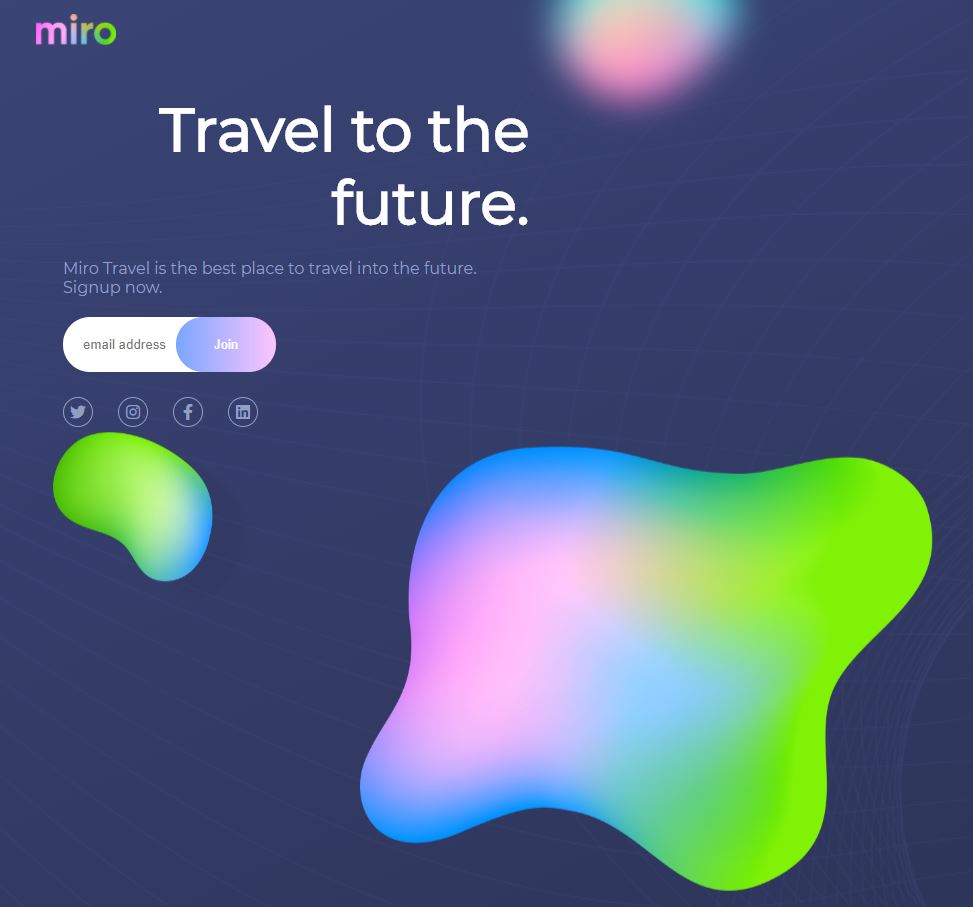 miro
Travel to the
future.
Miro Travel is the best place to travel into the future.
Signup now.
email address Join